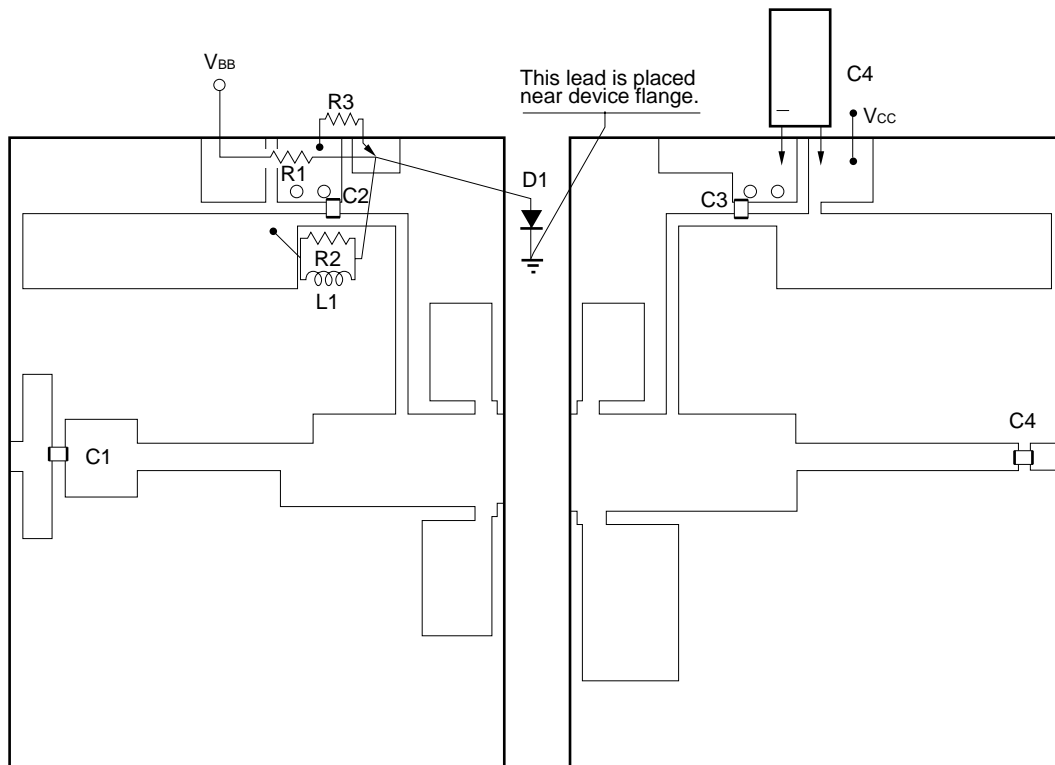 VBB
R3
This lead is placed
near device flange.
C4
VCC
R1
D1
C2
C3
R2
L1
C1
C4